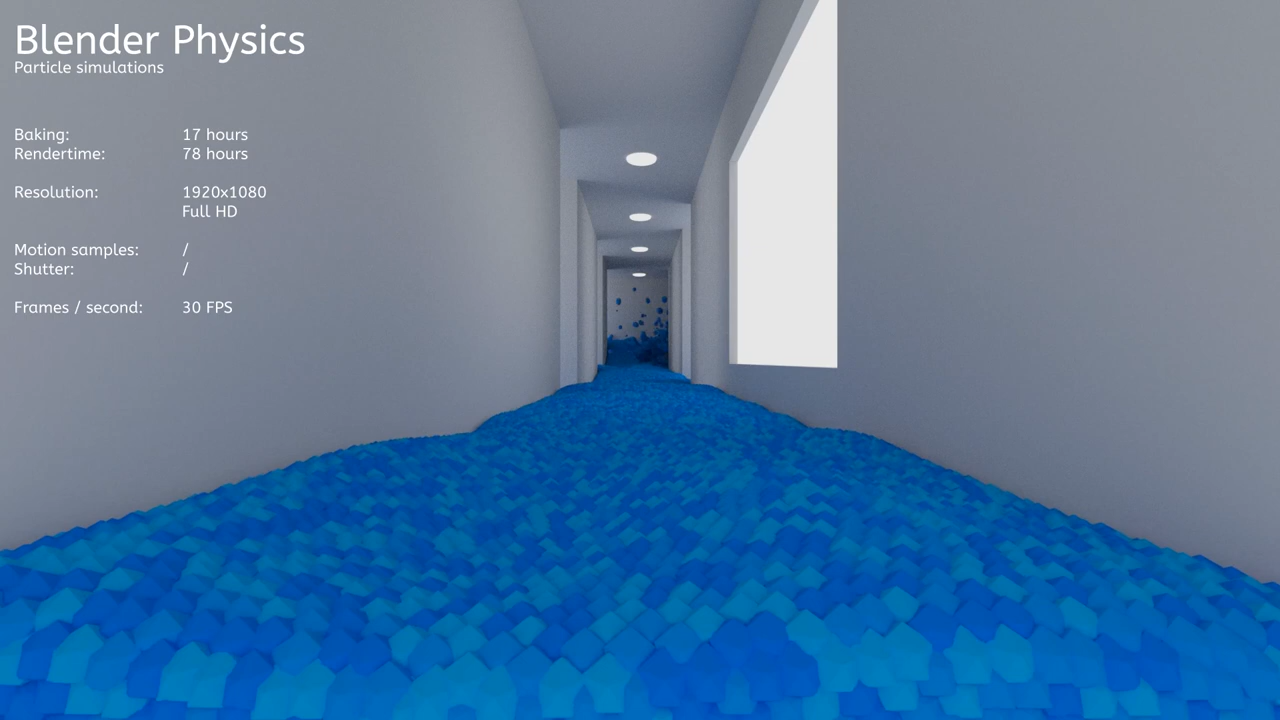 Blender Physics
Particle simulations
Baking: 17 hours
Rendertime: 78 hours
Resolution: 1920x1080
Full HD
Motion samples: /
Shutter: /
Frames / second: 30 FPS